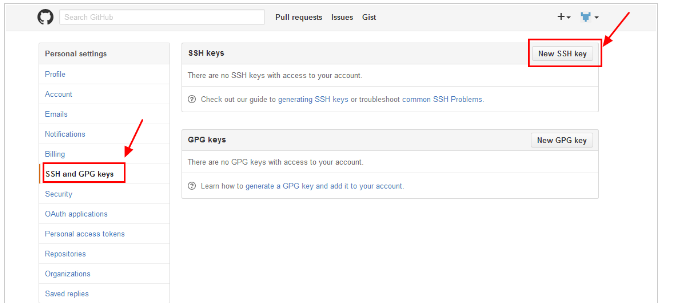 Search GitHub
Pull requests Issues Gist
Personal settings
Profile
Account
Emails
Notifications
Billing
SSH and GPG keys
Security
OAuth applications
Personal access tokens
Repositories
Organizations
Saved replies
SSH keys
New SSH key
There are no SSH keys with access to your account.
Check out our guide to generating SSH keys or troubleshoot common SSH Problems.
GPG keys
New GPG key
There are no GPG keys with access to your account.
Learn how to generate a GPG key and add it to your account.